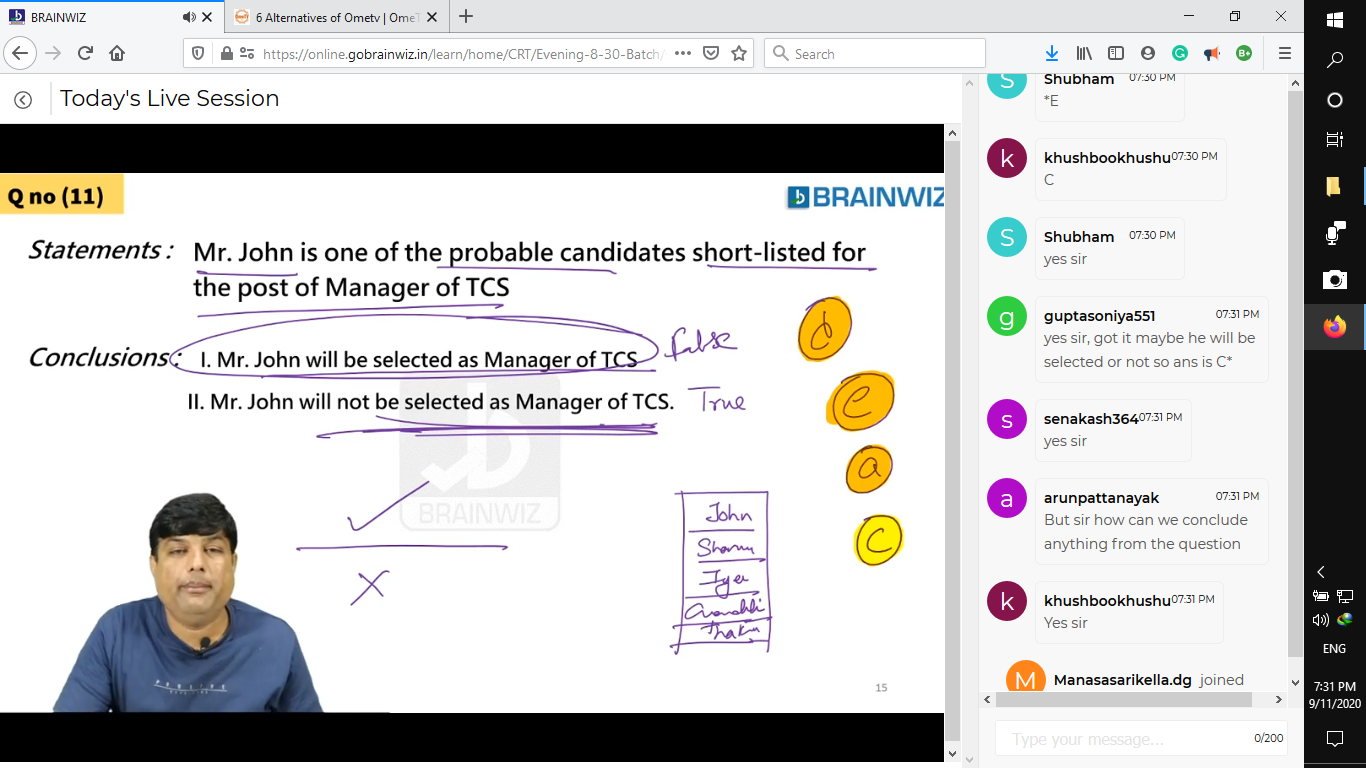 BRAINWIZ
6 Alternatives of Ometv | OmeT
https://online.gobrainwiz.in/learn/home/CRT/Evening-8-30-Batch/
Search
Today's Live Session
Q no (11)
BRAINWIZ
Statements :
Mr. John is one of the probable candidates short-listed for
the post of Manager of TCS
Conclusions :
I. Mr. John will be selected as Manager of TCS
false
II. Mr. John will not be selected as Manager of TCS.
True
d
e
a
c
BRAINWIZ
John
Iyer
15
S
Shubham
07:30 PM
*E
k
khushbookhushu
07:30 PM
C
S
Shubham
07:30 PM
yes sir
g
guptasoniya551
07:31 PM
yes sir, got it maybe he will be
selected or not so ans is C*
s
senakash364
07:31 PM
yes sir
a
arunpattanayak
07:31 PM
But sir how can we conclude
anything from the question
k
khushbookhushu
07:31 PM
Yes sir
M
Manasasarikella.dg joined
Type your message...
0/200
ENG
7:31 PM
9/11/2020